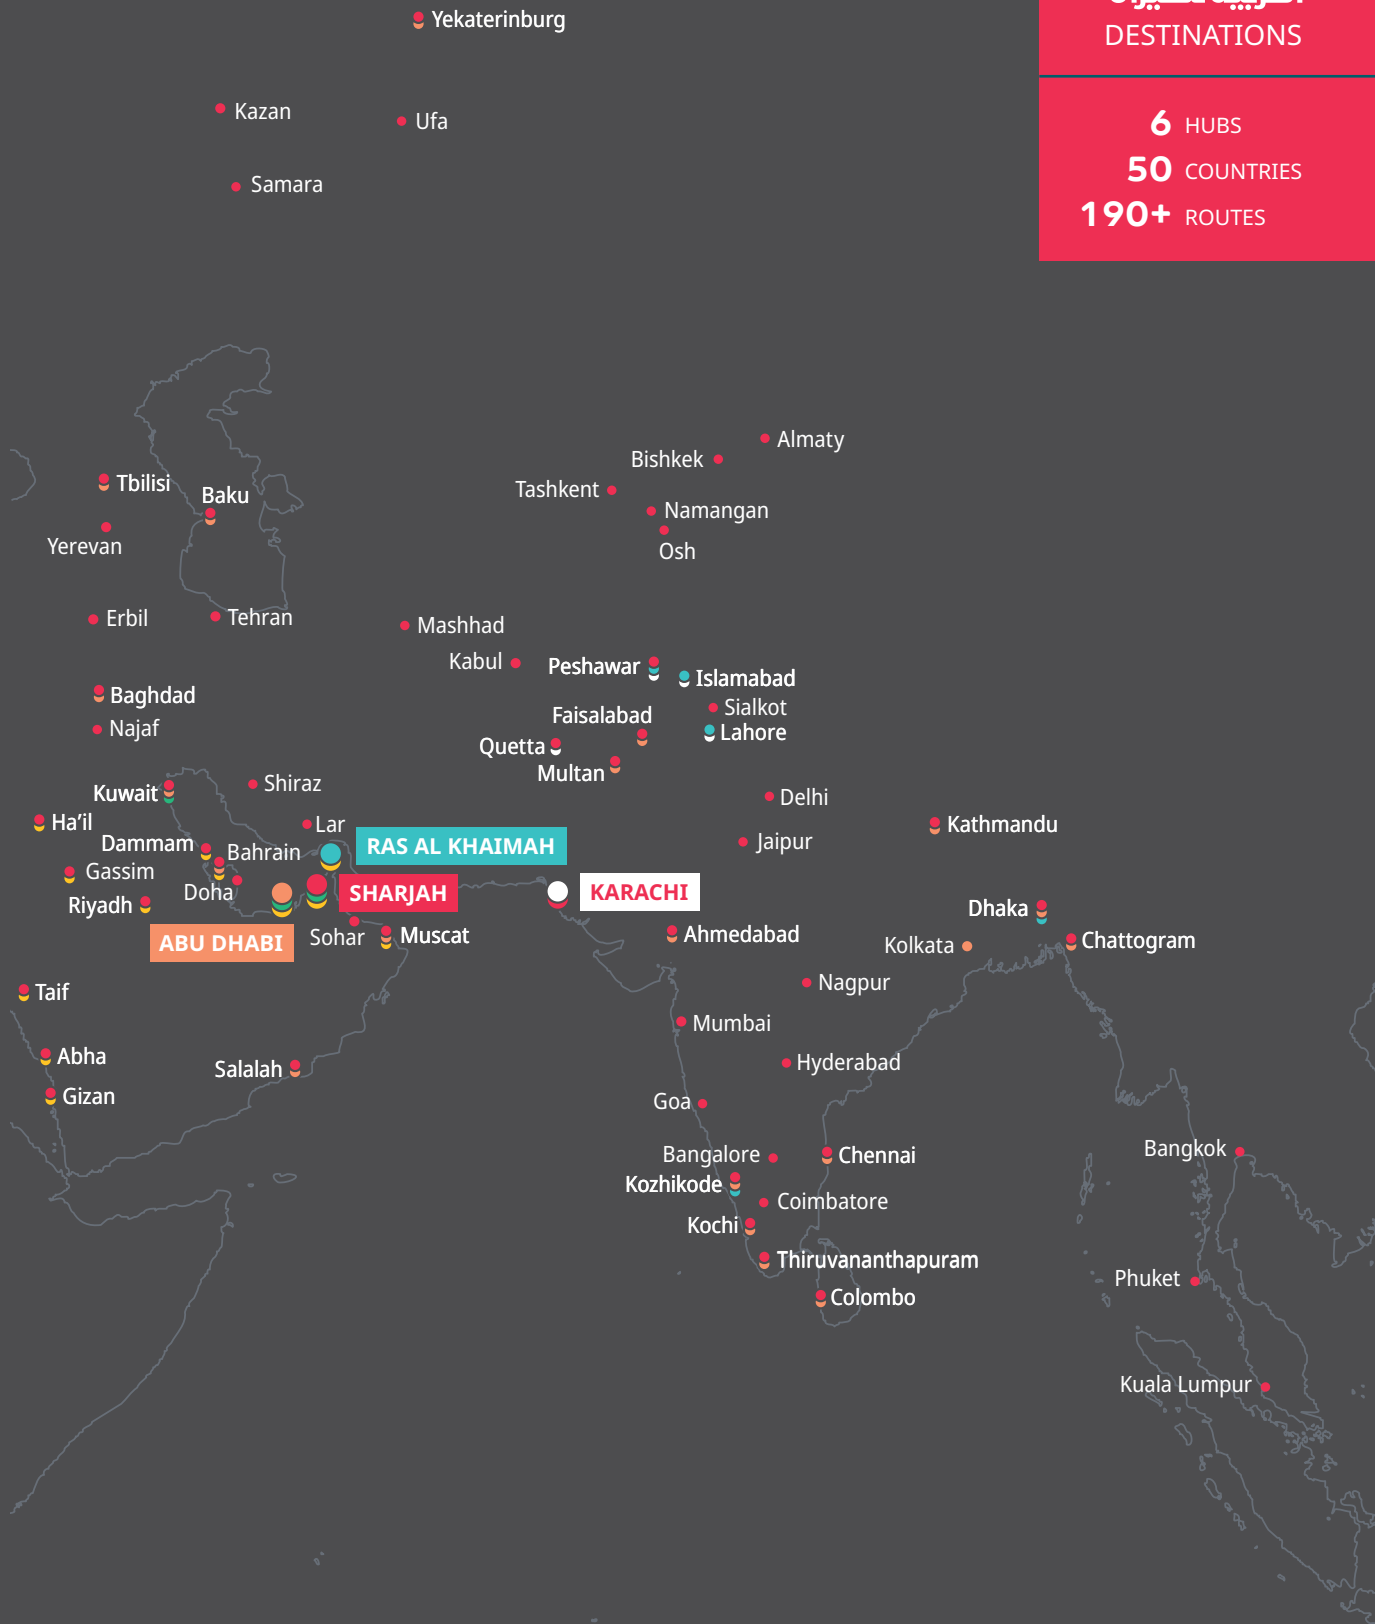 DESTINATIONS
6 HUBS
50 COUNTRIES
190+ ROUTES
Yekaterinburg
Kazan
Ufa
Samara
Almaty
Bishkek
Tbilisi
Tashkent
Baku
Namangan
Yerevan
Osh
Erbil
Tehran
Mashhad
Kabul
Peshawar
Islamabad
Baghdad
Sialkot
Faisalabad
Najaf
Lahore
Quetta
Multan
Shiraz
Kuwait
Delhi
Ha’il
Lar
Kathmandu
Dammam
RAS AL KHAIMAH
Jaipur
Bahrain
Gassim
Doha
SHARJAH
KARACHI
Riyadh
Dhaka
Ahmedabad
Muscat
Sohar
ABU DHABI
Kolkata
Chattogram
Nagpur
Taif
Mumbai
Abha
Hyderabad
Salalah
Gizan
Goa
Bangkok
Bangalore
Chennai
Kozhikode
Coimbatore
Kochi
Thiruvananthapuram
Phuket
Colombo
Kuala Lumpur